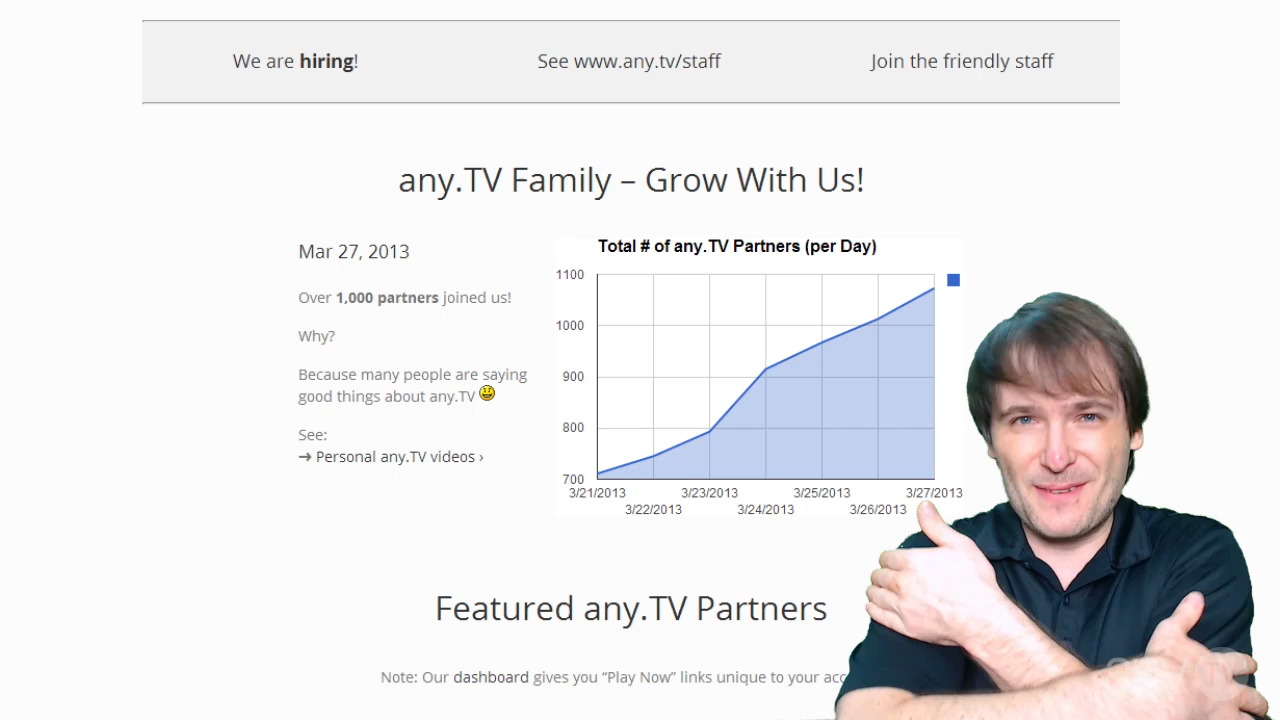 We are hiring!
See www.any.tv/staff
Join the friendly staff
any.TV Family – Grow With Us!
Mar 27, 2013
Over 1,000 partners joined us!
Why?
Because many people are saying
good things about any.TV
See:
➔ Personal any.TV videos ›
Total # of any.TV Partners (per Day)
1100
1000
900
800
700
3/21/2013
3/22/2013
3/23/2013
3/24/2013
3/25/2013
3/26/2013
3/27/2013
Featured any.TV Partners
Note: Our dashboard gives you “Play Now” links unique to your